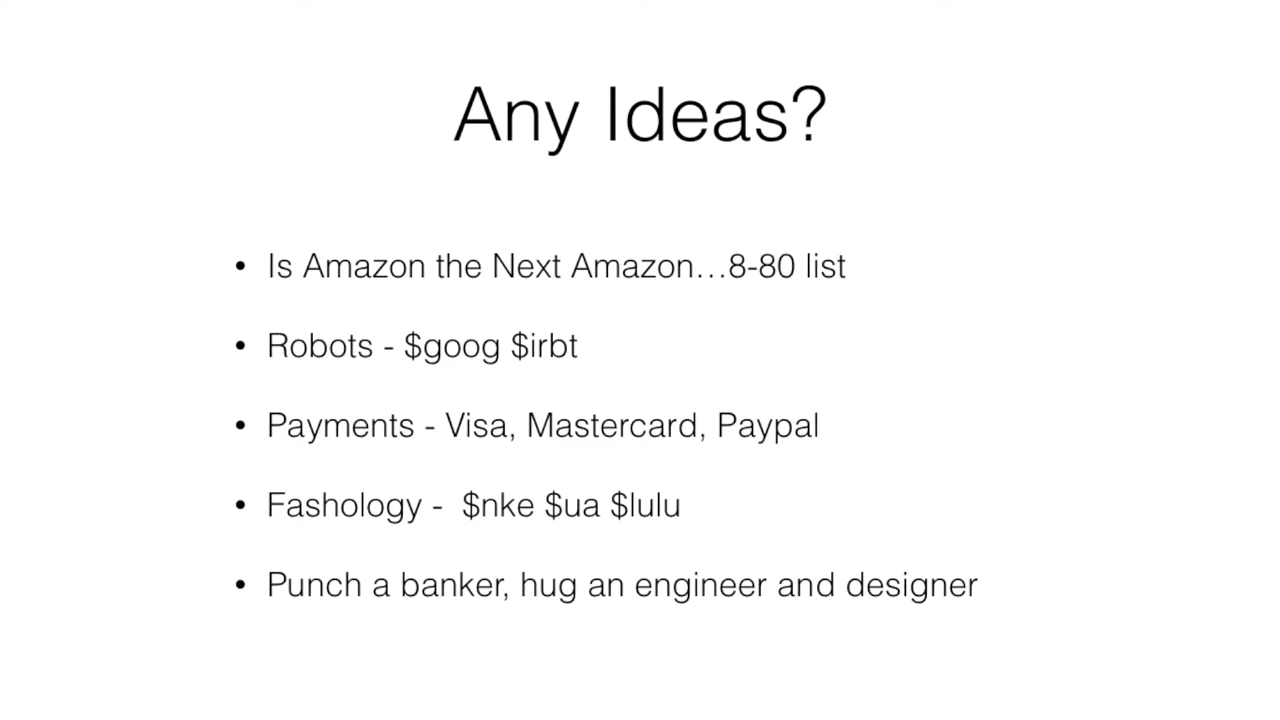 Any Ideas?
• Is Amazon the Next Amazon…8-80 list
• Robots - $goog $irbt
• Payments - Visa, Mastercard, Paypal
• Fashology - $nke $ua $lulu
• Punch a banker, hug an engineer and designer